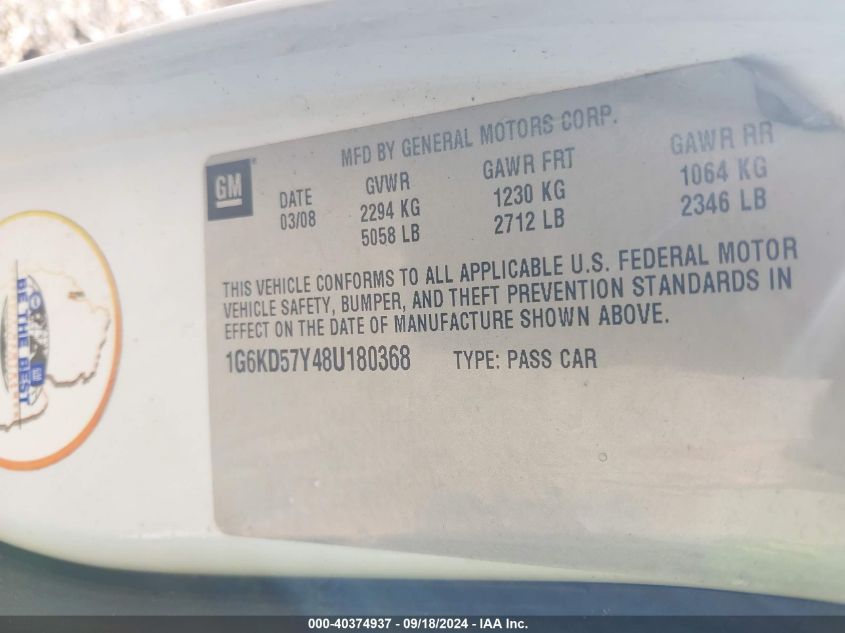 MFD BY GENERAL MOTORS CORP.
GM
DATE GVWR GAWR FRT GAWR RR
03/08 2294 KG 1230 KG 1064 KG
5058 LB 2712 LB 2346 LB
THIS VEHICLE CONFORMS TO ALL APPLICABLE U.S. FEDERAL MOTOR
VEHICLE SAFETY, BUMPER, AND THEFT PREVENTION STANDARDS IN
EFFECT ON THE DATE OF MANUFACTURE SHOWN ABOVE.
1G6KD57Y48U180368 TYPE: PASS CAR
BE THE BEST
GM
000-40374937 / 09/18/2024 - IAA Inc.